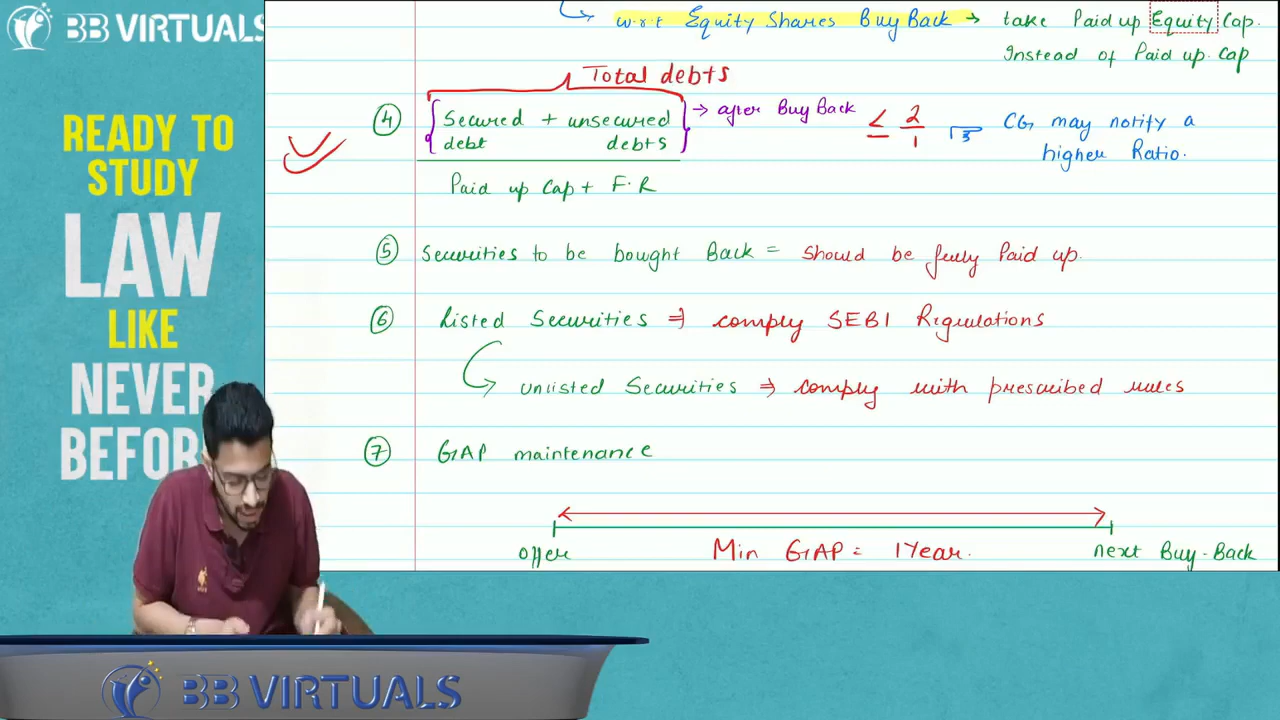 BB VIRTUALS
READY TO
STUDY
LAW
LIKE
NEVER
BEFOR
w.r.t Equity Shares Buy Back → take Paid up Equity Cap.
Instead of Paid up Cap
Total debts
④ {Secured + unsecured} → after Buy Back ≤ 2/1 CG may notify a
debt debts higher Ratio.
Paid up Cap + F.R
⑤ Securities to be bought Back = should be fully Paid up.
⑥ Listed Securities ⇒ comply SEBI Regulations
unlisted Securities ⇒ comply with prescribed rules
⑦ GAP maintenance
offer Min GAP = 1 Year. next Buy-Back
BB VIRTUALS